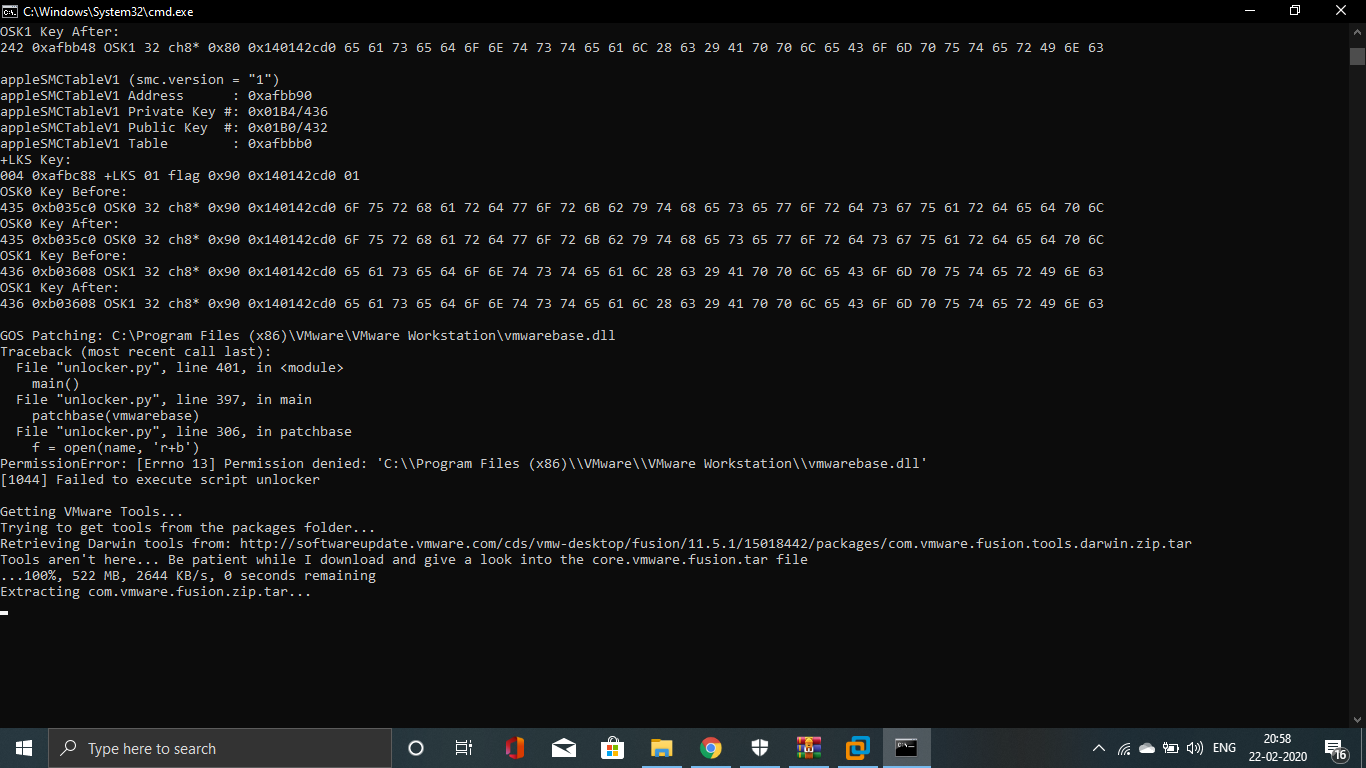 C:\Windows\System32\cmd.exe
OSK1 Key After:
242 0xafbb48 OSK1 32 ch8* 0x80 0x140142cd0 65 61 73 65 64 6F 6E 74 73 74 65 61 6C 28 63 29 41 70 70 6C 65 43 6F 6D 70 75 74 65 72 49 6E 63
appleSMCTableV1 (smc.version = "1")
appleSMCTableV1 Address      : 0xafbb90
appleSMCTableV1 Private Key #: 0x01B4/436
appleSMCTableV1 Public Key  #: 0x01B0/432
appleSMCTableV1 Table        : 0xafbbb0
+LKS Key:
004 0xafbc88 +LKS 01 flag 0x90 0x140142cd0 01
OSK0 Key Before:
435 0xb035c0 OSK0 32 ch8* 0x90 0x140142cd0 6F 75 72 68 61 72 64 77 6F 72 6B 62 79 74 68 65 73 65 77 6F 72 64 73 67 75 61 72 64 65 64 70 6C
OSK0 Key After:
435 0xb035c0 OSK0 32 ch8* 0x90 0x140142cd0 6F 75 72 68 61 72 64 77 6F 72 6B 62 79 74 68 65 73 65 77 6F 72 64 73 67 75 61 72 64 65 64 70 6C
OSK1 Key Before:
436 0xb03608 OSK1 32 ch8* 0x90 0x140142cd0 65 61 73 65 64 6F 6E 74 73 74 65 61 6C 28 63 29 41 70 70 6C 65 43 6F 6D 70 75 74 65 72 49 6E 63
OSK1 Key After:
436 0xb03608 OSK1 32 ch8* 0x90 0x140142cd0 65 61 73 65 64 6F 6E 74 73 74 65 61 6C 28 63 29 41 70 70 6C 65 43 6F 6D 70 75 74 65 72 49 6E 63
GOS Patching: C:\Program Files (x86)\VMware\VMware Workstation\vmwarebase.dll
Traceback (most recent call last):
  File "unlocker.py", line 401, in <module>
    main()
  File "unlocker.py", line 397, in main
    patchbase(vmwarebase)
  File "unlocker.py", line 306, in patchbase
    f = open(name, 'r+b')
PermissionError: [Errno 13] Permission denied: 'C:\\Program Files (x86)\\VMware\\VMware Workstation\\vmwarebase.dll'
[1044] Failed to execute script unlocker
Getting VMware Tools...
Trying to get tools from the packages folder...
Retrieving Darwin tools from: http://softwareupdate.vmware.com/cds/vmw-desktop/fusion/11.5.1/15018442/packages/com.vmware.fusion.tools.darwin.zip.tar
Tools aren't here... Be patient while I download and give a look into the core.vmware.fusion.tar file
...100%, 522 MB, 2644 KB/s, 0 seconds remaining
Extracting com.vmware.fusion.zip.tar...
Type here to search
ENG
20:58
22-02-2020
16